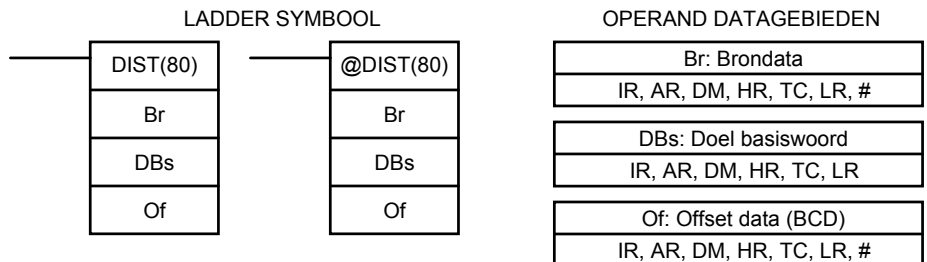 LADDER SYMBOOL
DIST(80)
Br
DBs
Of
@DIST(80)
Br
DBs
Of
OPERAND DATAGEBIEDEN
Br: Brondata
IR, AR, DM, HR, TC, LR, #
DBs: Doel basiswoord
IR, AR, DM, HR, TC, LR
Of: Offset data (BCD)
IR, AR, DM, HR, TC, LR, #